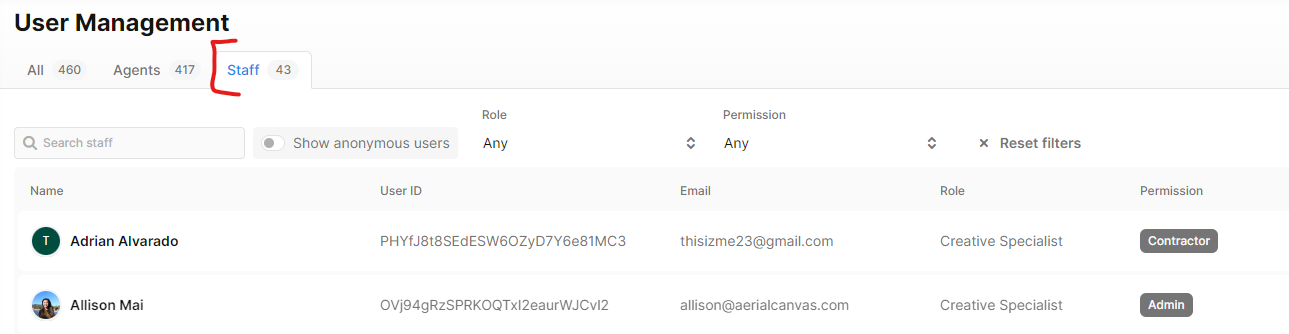 User Management
All 460 Agents 417 Staff 43
Role Permission
Search staff Show anonymous users Any Any × Reset filters
Name User ID Email Role Permission
T Adrian Alvarado PHYfJ8t8SEdESW6OZyD7Y6e81MC3 thisizme23@gmail.com Creative Specialist Contractor
Allison Mai OVj94gRzSPRKOQTxI2eaurWJCvI2 allison@aerialcanvas.com Creative Specialist Admin